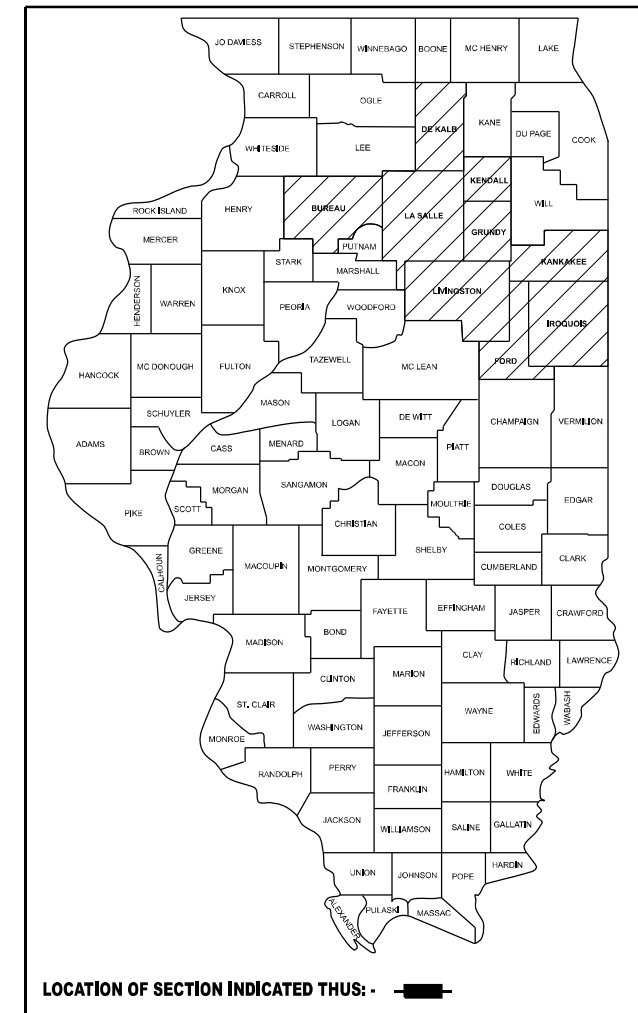 JO DAVIESS STEPHENSON WINNEBAGO BOONE MC HENRY LAKE
CARROLL OGLE DE KALB KANE DU PAGE COOK
WHITESIDE LEE
KENDALL WILL
ROCK ISLAND HENRY BUREAU LA SALLE GRUNDY
MERCER PUTNAM KANKAKEE
STARK MARSHALL
HENDERSON WARREN KNOX PEORIA WOODFORD LIVINGSTON IROQUOIS
FORD
HANCOCK MC DONOUGH FULTON TAZEWELL MC LEAN
MASON
SCHUYLER LOGAN DE WITT CHAMPAIGN VERMILION
ADAMS BROWN CASS MENARD MACON PIATT
MORGAN SANGAMON DOUGLAS EDGAR
PIKE SCOTT CHRISTIAN MOULTRIE COLES
GREENE SHELBY
CALHOUN MACOUPIN MONTGOMERY CUMBERLAND CLARK
JERSEY
FAYETTE EFFINGHAM JASPER CRAWFORD
MADISON BOND
CLAY RICHLAND LAWRENCE
CLINTON MARION
ST. CLAIR WAYNE EDWARDS WABASH
WASHINGTON JEFFERSON
MONROE
RANDOLPH PERRY HAMILTON WHITE
FRANKLIN
JACKSON WILLIAMSON SALINE GALLATIN
UNION JOHNSON POPE HARDIN
ALEXANDER PULASKI MASSAC
LOCATION OF SECTION INDICATED THUS: -